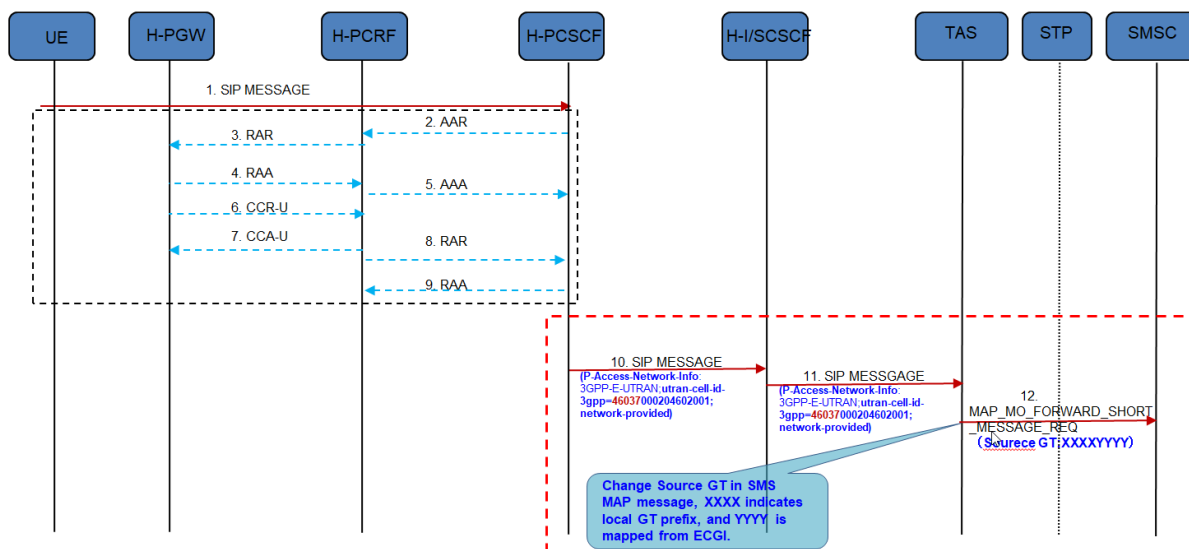 UE
H-PGW
H-PCRF
H-PCSCF
H-I/SCSCF
TAS
STP
SMSC
1. SIP MESSAGE
2. AAR
3. RAR
4. RAA
5. AAA
6. CCR-U
7. CCA-U
8. RAR
9. RAA
10. SIP MESSAGE
(P-Access-Network-Info:
3GPP-E-UTRAN;utran-cell-id-
3gpp=46037000204602001;
network-provided)
11. SIP MESSGAGE
(P-Access-Network-Info:
3GPP-E-UTRAN;utran-cell-id-
3gpp=46037000204602001;
network-provided)
12.
MAP_MO_FORWARD_SHORT
_MESSAGE_REQ
(Sourece GT:XXXXYYYY)
Change Source GT in SMS
MAP message, XXXX indicates
local GT prefix, and YYYY is
mapped from ECGI.